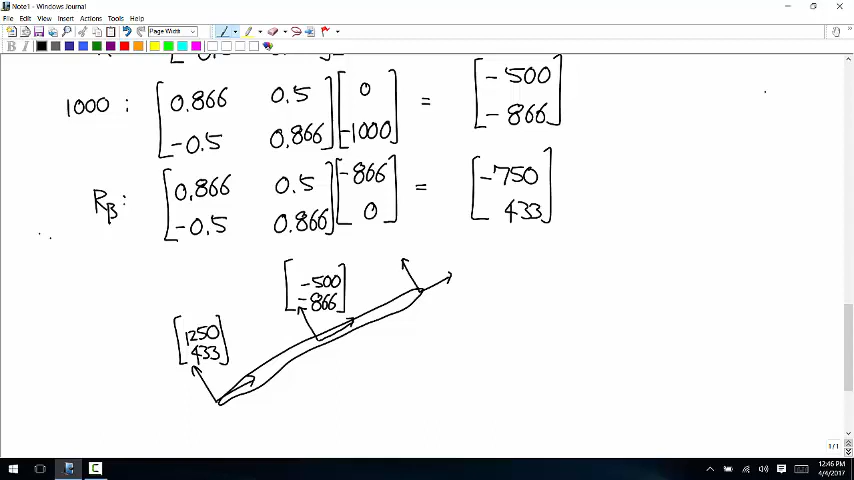 Note1 - Windows Journal
File Edit View Insert Actions Tools Help
Page Width
B I
1000 : [0.866 0.5 [0 = [-500
-0.5 0.866] -1000] -866]
RB: [0.866 0.5 [-866 = [-750
-0.5 0.866] 0] 433]
[-500
-866]
[1250
433]
1/1
12:46 PM
4/4/2017